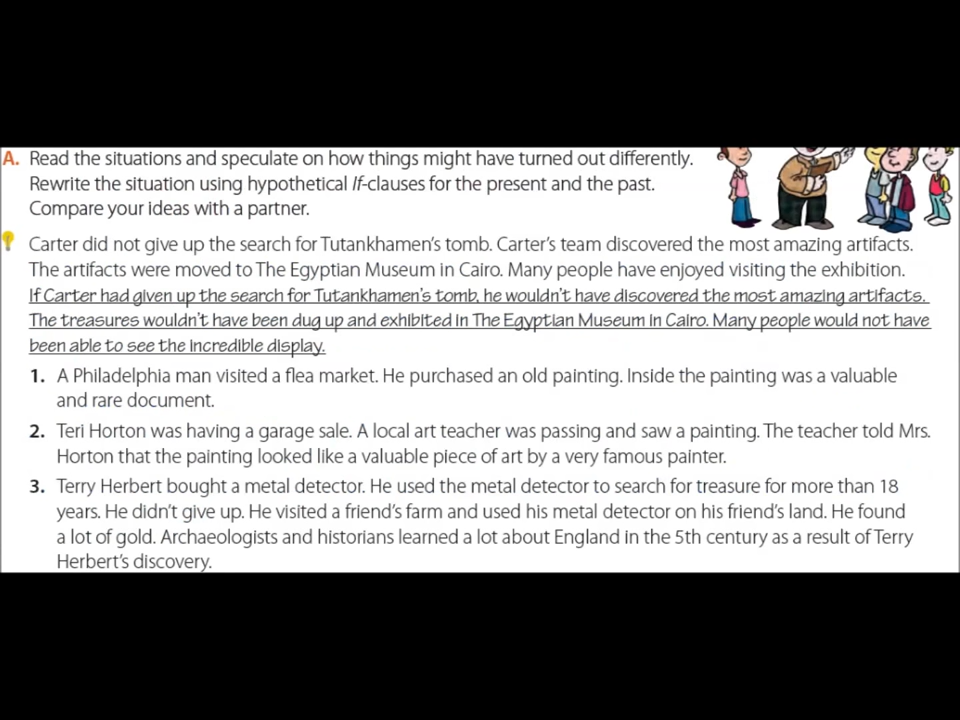 A. Read the situations and speculate on how things might have turned out differently.
Rewrite the situation using hypothetical If-clauses for the present and the past.
Compare your ideas with a partner.
Carter did not give up the search for Tutankhamen's tomb. Carter's team discovered the most amazing artifacts.
The artifacts were moved to The Egyptian Museum in Cairo. Many people have enjoyed visiting the exhibition.
If Carter had given up the search for Tutankhamen's tomb, he wouldn't have discovered the most amazing artifacts.
The treasures wouldn't have been dug up and exhibited in The Egyptian Museum in Cairo. Many people would not have
been able to see the incredible display.
1. A Philadelphia man visited a flea market. He purchased an old painting. Inside the painting was a valuable
and rare document.
2. Teri Horton was having a garage sale. A local art teacher was passing and saw a painting. The teacher told Mrs.
Horton that the painting looked like a valuable piece of art by a very famous painter.
3. Terry Herbert bought a metal detector. He used the metal detector to search for treasure for more than 18
years. He didn't give up. He visited a friend's farm and used his metal detector on his friend's land. He found
a lot of gold. Archaeologists and historians learned a lot about England in the 5th century as a result of Terry
Herbert's discovery.